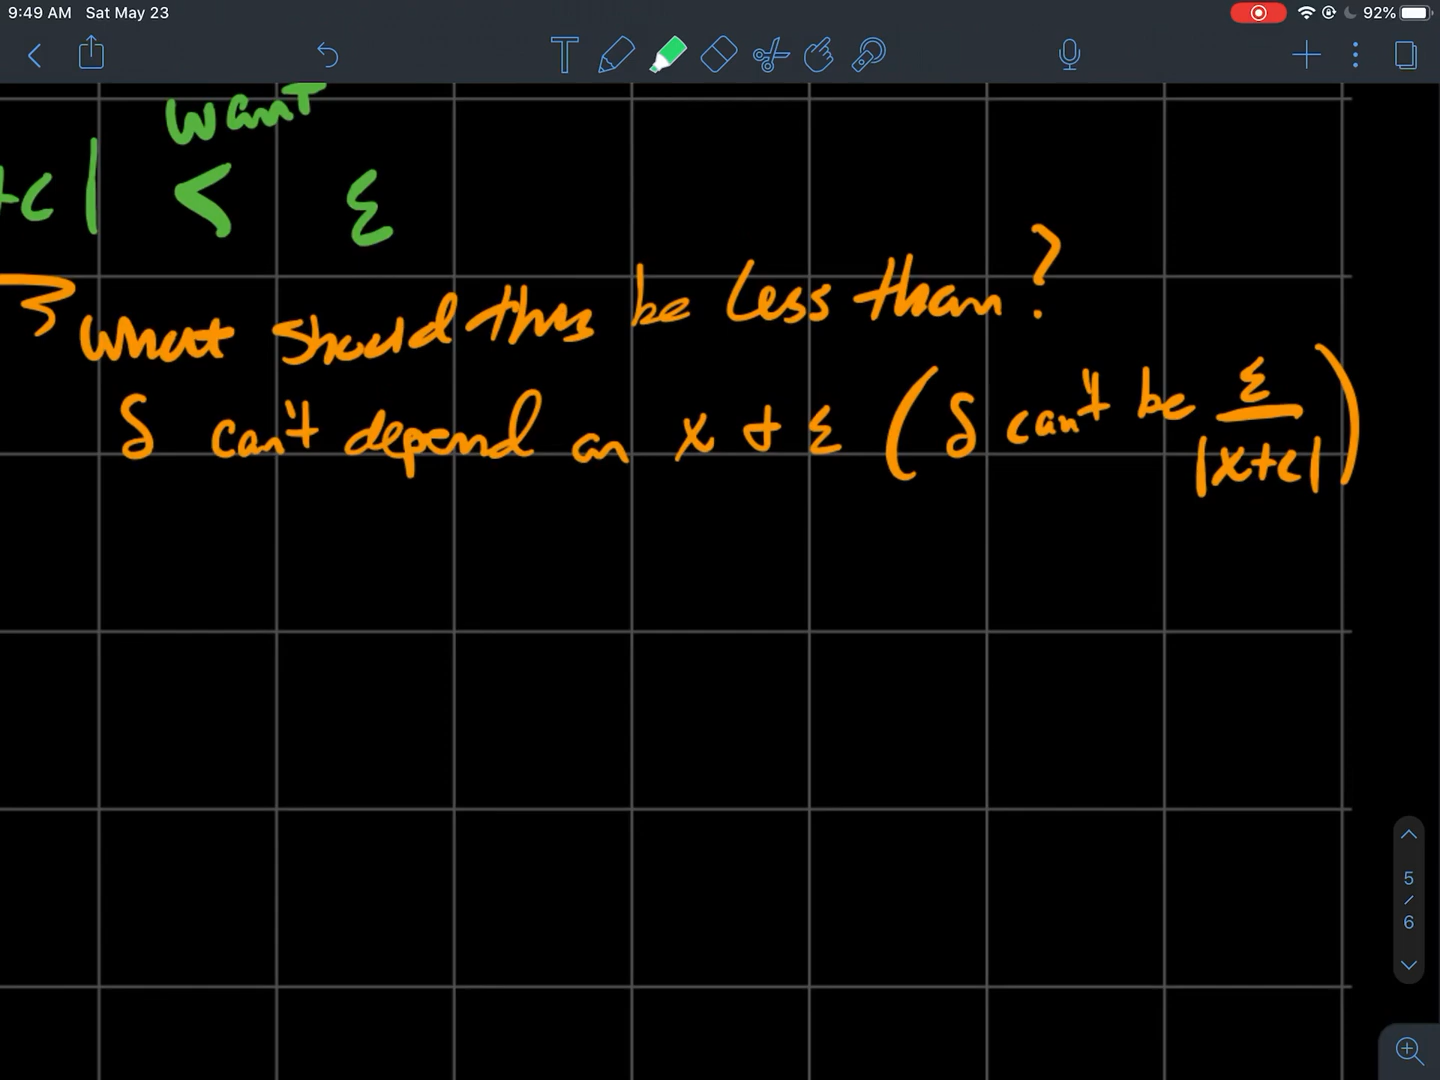 9:49 AM Sat May 23
92%
T
want
+c| < ε
What should this be less than?
δ can't depend on x + ε (δ can't be ε/|x+c|)
5
/
6